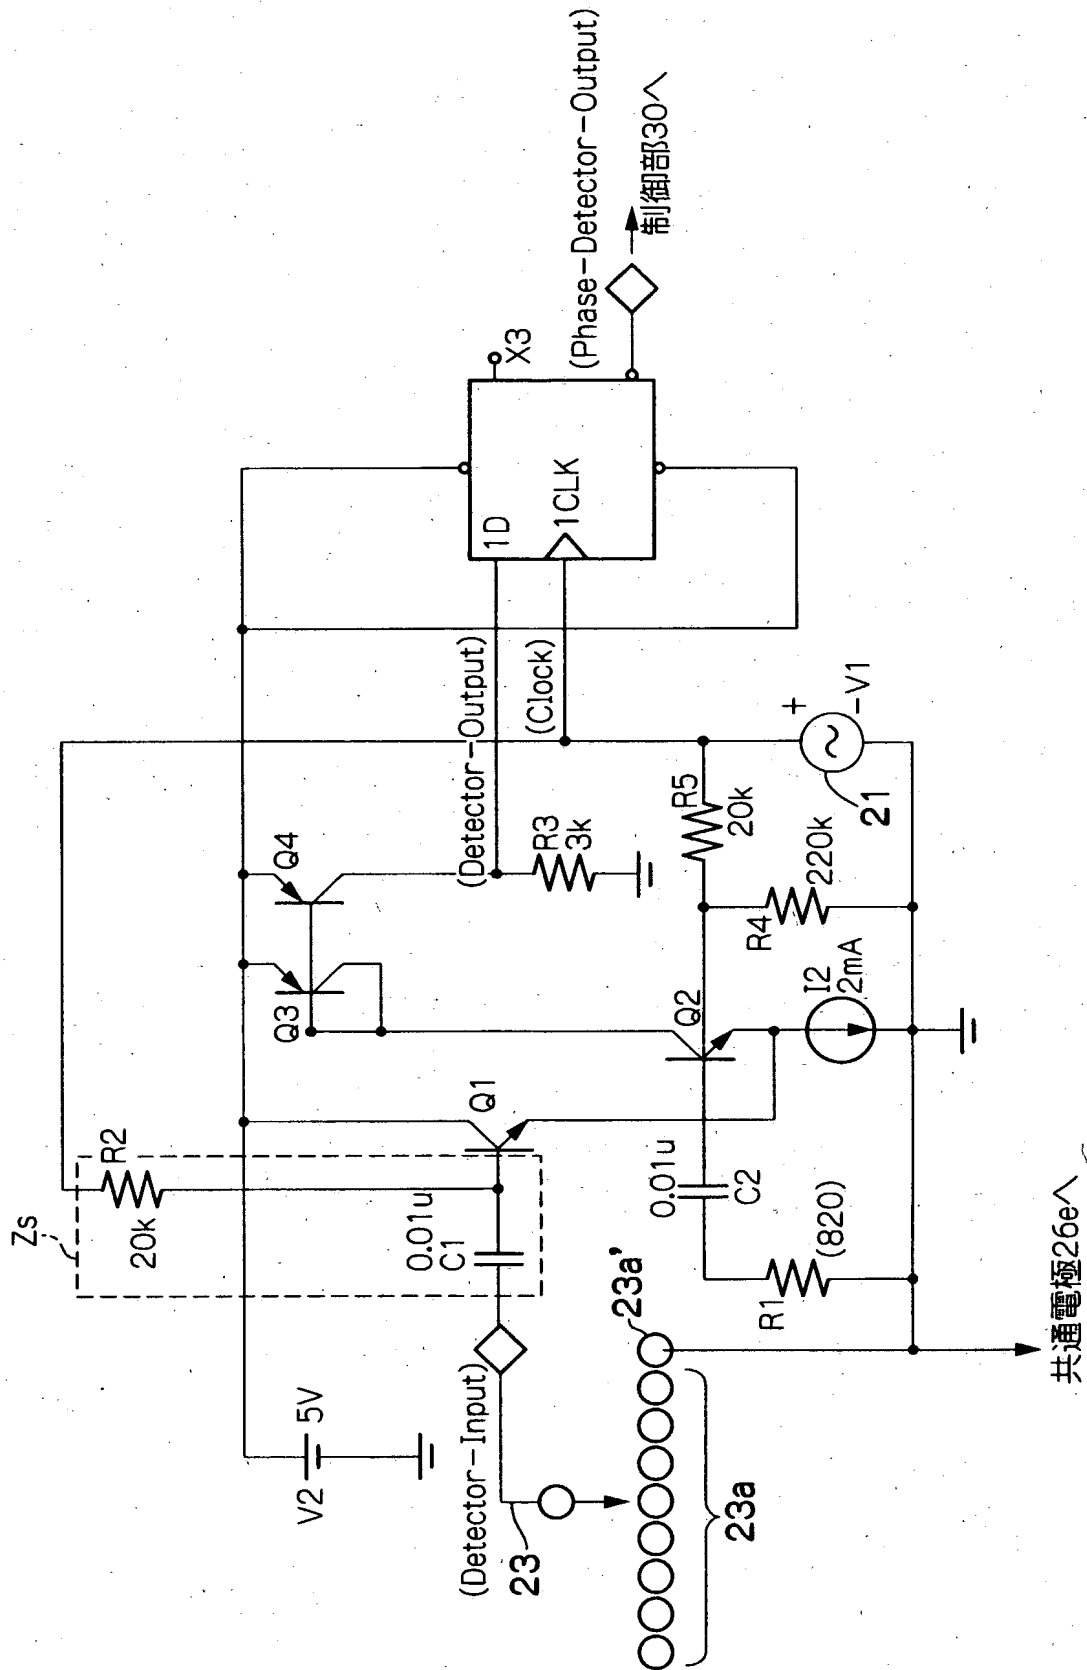 Zs
R2
20k
V2
5V
(Detector-Input)
23
23a
23a'
0.01u
C1
Q1
Q3
Q4
(Detector-Output)
R3
3k
(Clock)
1D
1CLK
X3
(Phase-Detector-Output)
制御部30へ
0.01u
C2
R1
(820)
Q2
I2
2mA
R4
220k
R5
20k
+
-V1
21
共通電極26eへ